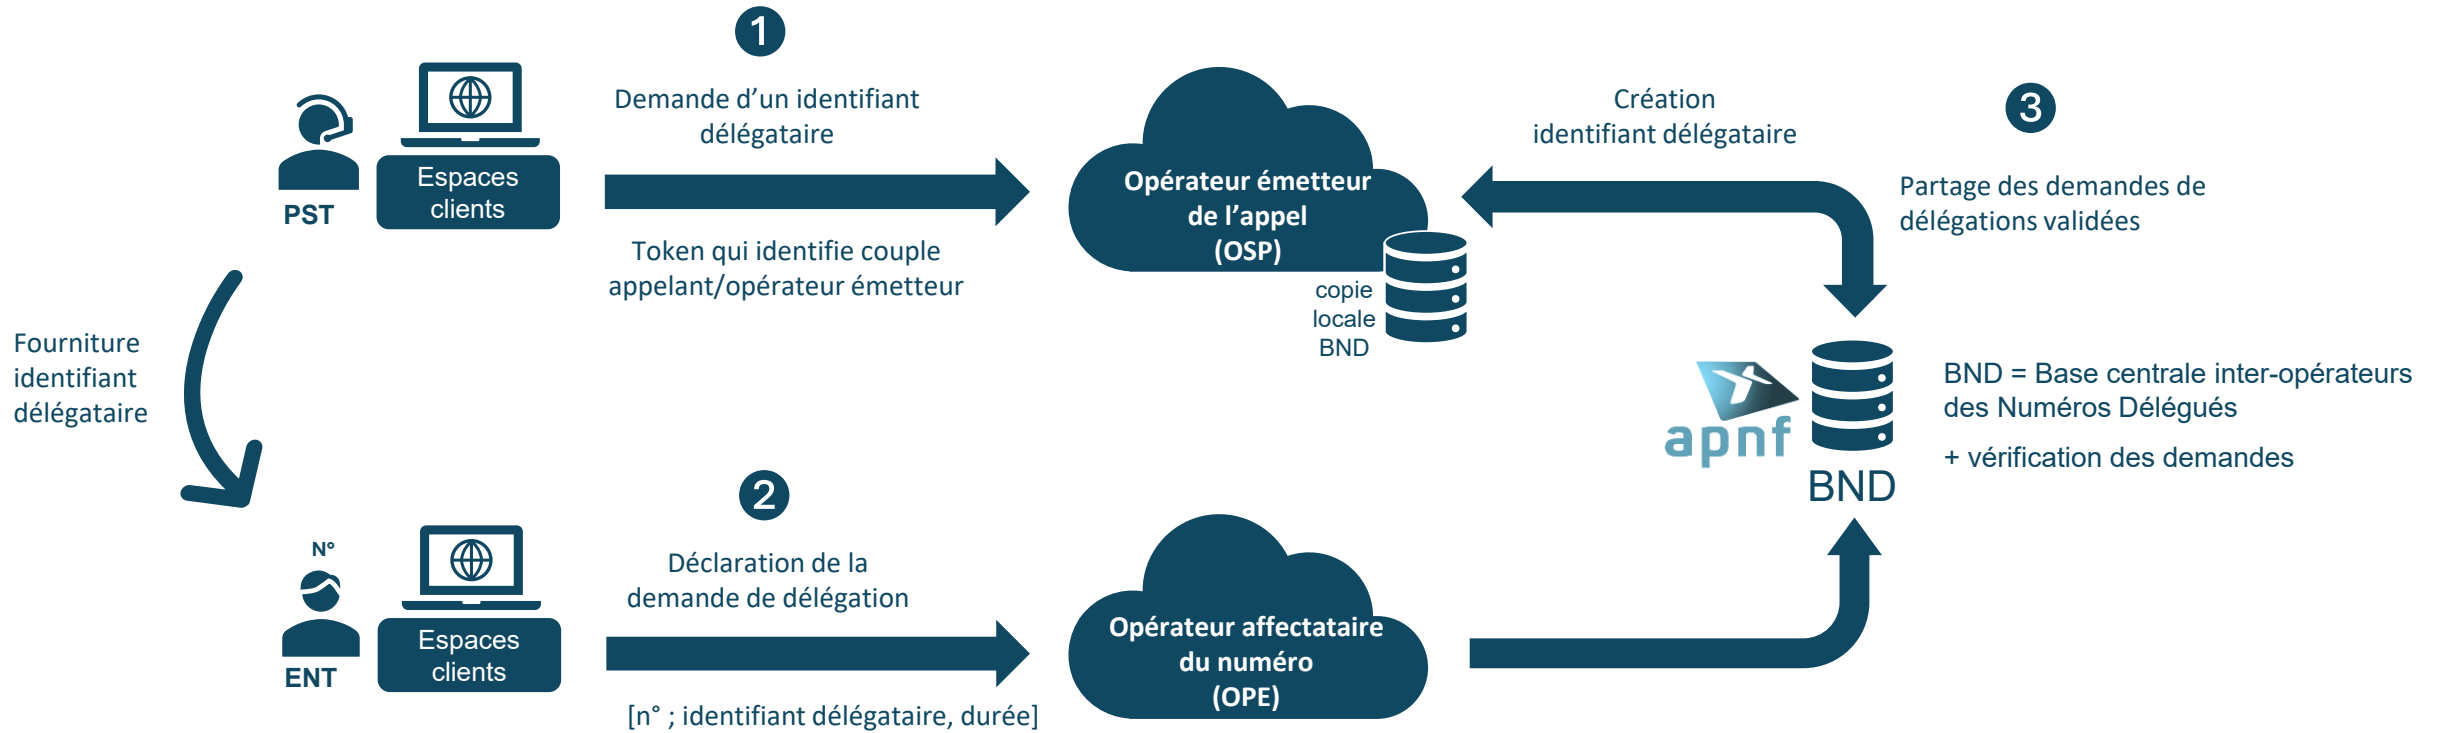 1
Demande d’un identifiant
délégataire
Espaces
clients
PST
Token qui identifie couple
appelant/opérateur émetteur
Opérateur émetteur
de l’appel
(OSP)
copie
locale
BND
Création
identifiant délégataire
3
Partage des demandes de
délégations validées
Fourniture
identifiant
délégataire
apnf
BND
BND = Base centrale inter-opérateurs
des Numéros Délégués
+ vérification des demandes
2
N°
Déclaration de la
demande de délégation
Espaces
clients
ENT
[n° ; identifiant délégataire, durée]
Opérateur affectataire
du numéro
(OPE)